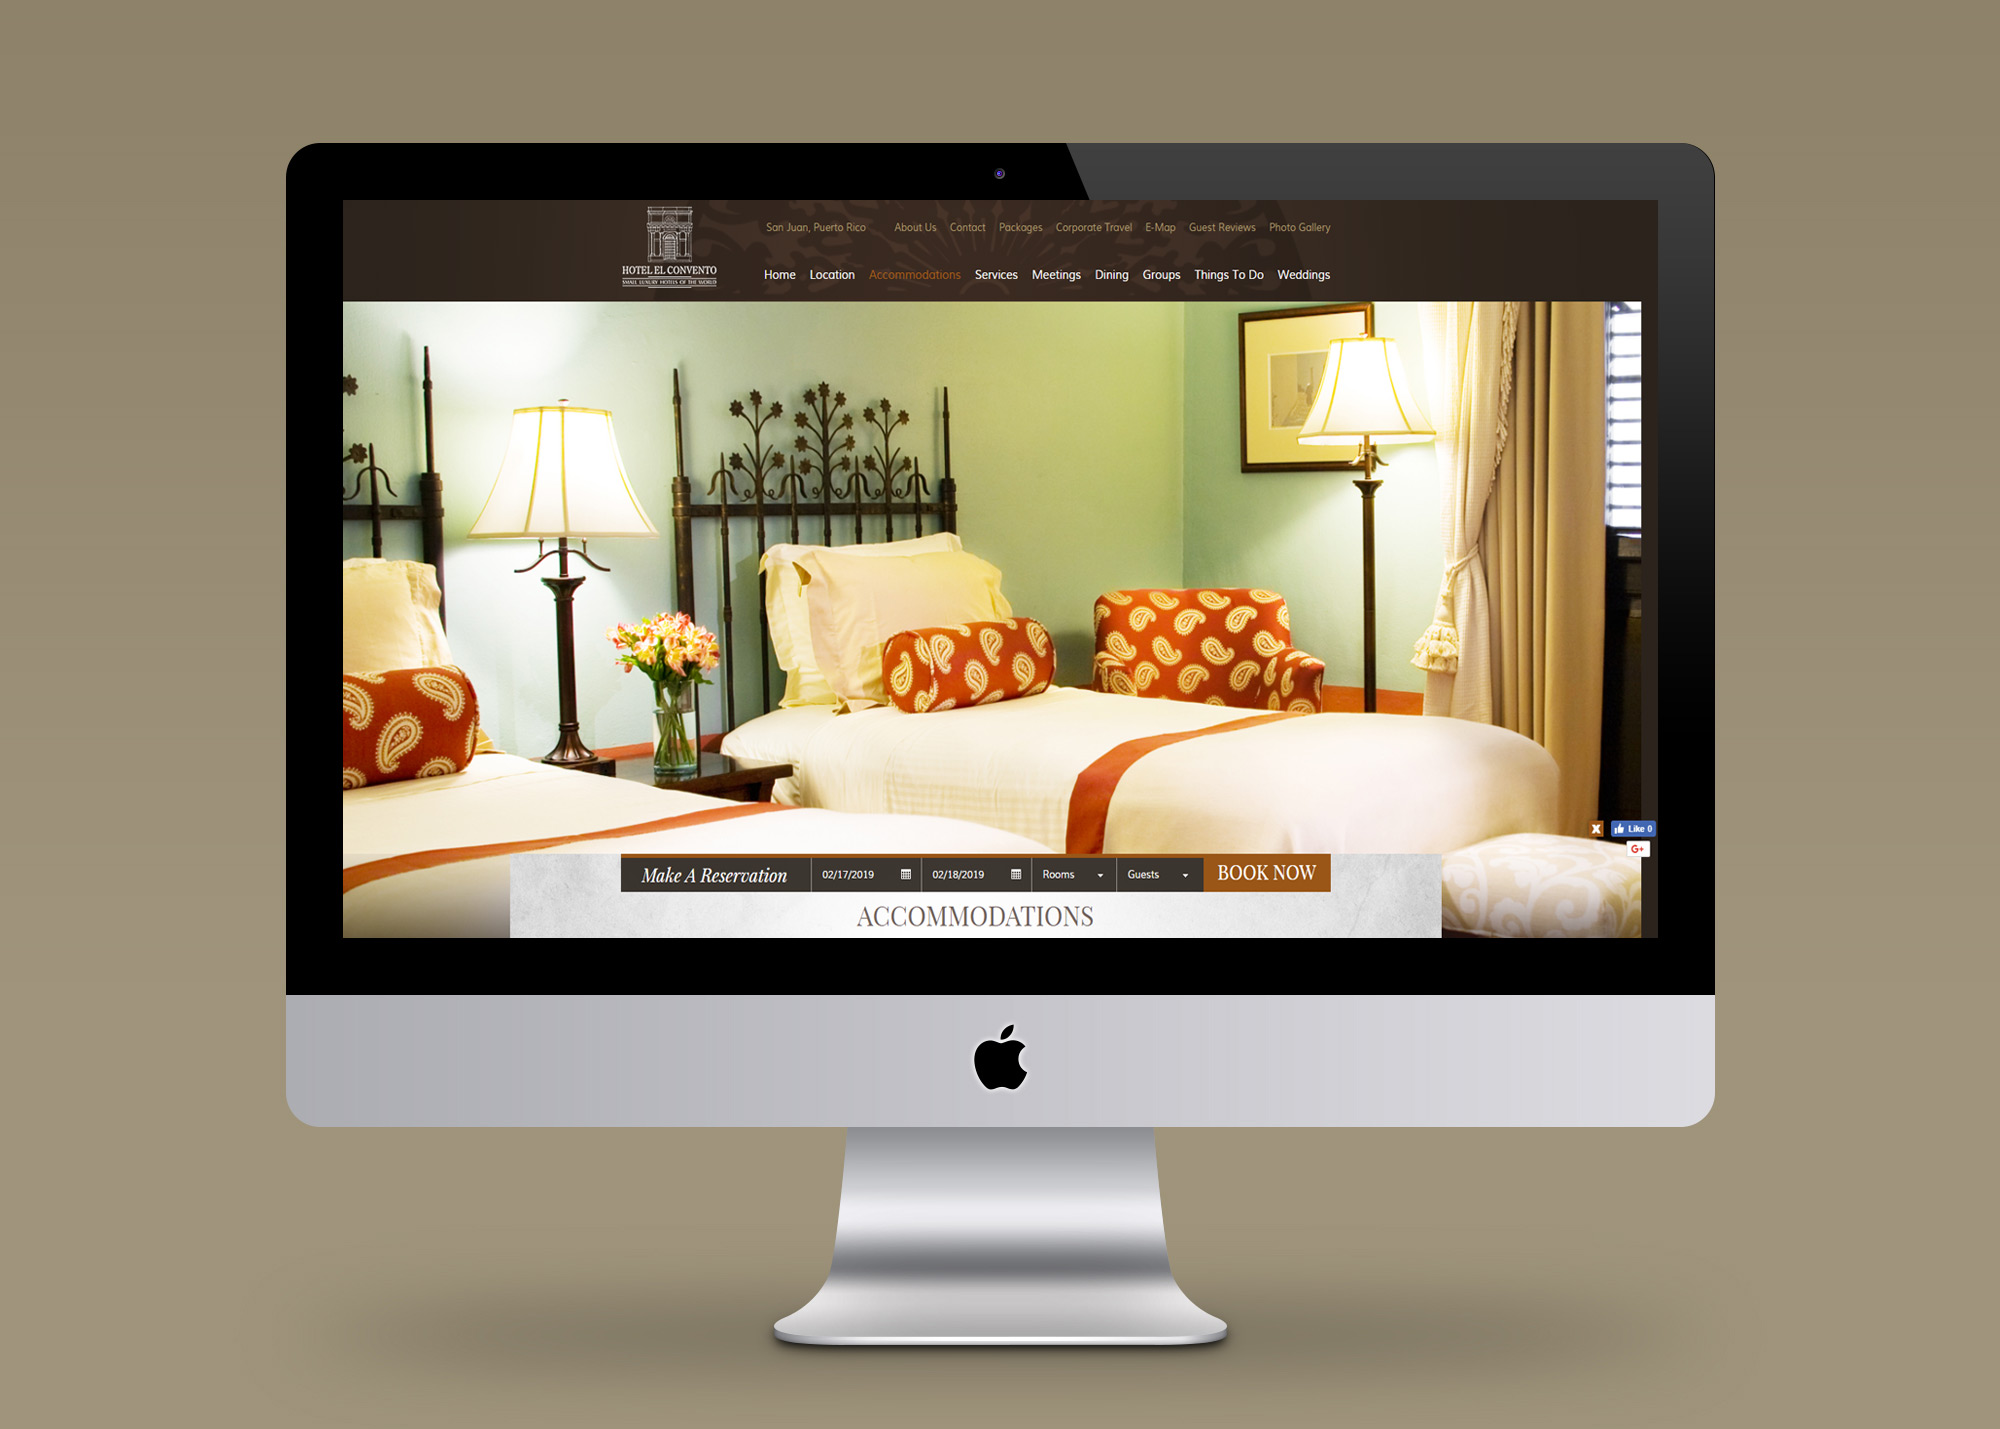 San Juan, Puerto Rico About Us Contact Packages Corporate Travel E-Map Guest Reviews Photo Gallery
HOTEL EL CONVENTO
SMALL LUXURY HOTELS OF THE WORLD
Home Location Accommodations Services Meetings Dining Groups Things To Do Weddings
X Like 0
G+
Make A Reservation 02/17/2019 02/18/2019 Rooms Guests BOOK NOW
ACCOMMODATIONS